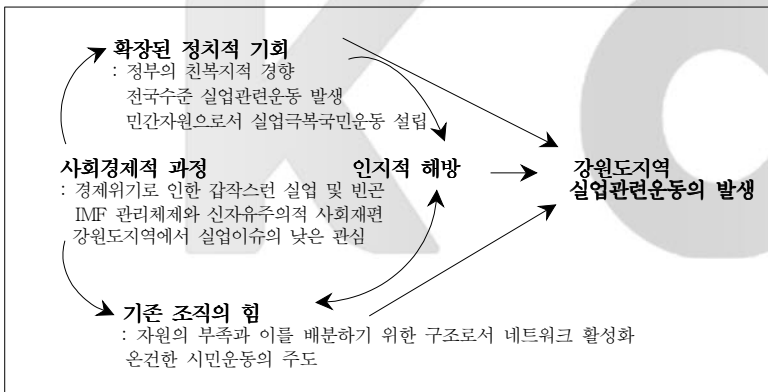 확장된 정치적 기회
: 정부의 친복지적 경향
전국수준 실업관련운동 발생
민간자원으로서 실업극복국민운동 설립
사회경제적 과정
인지적 해방
강원도지역
실업관련운동의 발생
: 경제위기로 인한 갑작스런 실업 및 빈곤
IMF 관리체제와 신자유주의적 사회재편
강원도지역에서 실업이슈의 낮은 관심
기존 조직의 힘
: 자원의 부족과 이를 배분하기 위한 구조로서 네트워크 활성화
온건한 시민운동의 주도